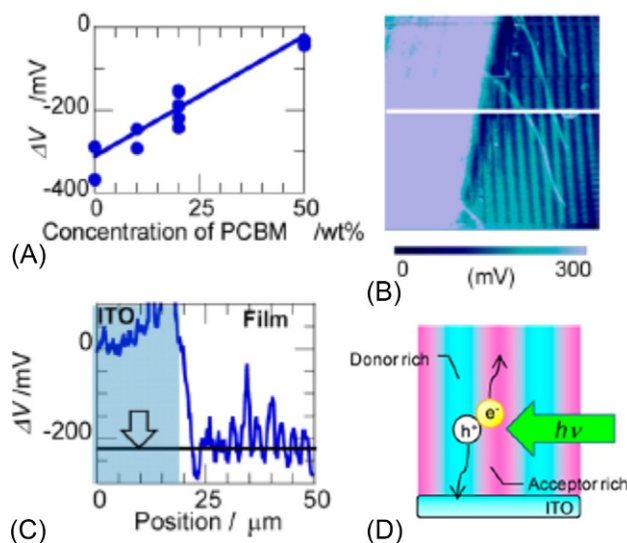 0
-200
-400
ΔV /mV
0
25
50
Concentration of PCBM /wt%
(A)
0
300
(mV)
(B)
ITO
Film
0
-200
ΔV /mV
0
25
50
Position / μm
(C)
Donor rich
h⁺
e⁻
hν
Acceptor rich
ITO
(D)